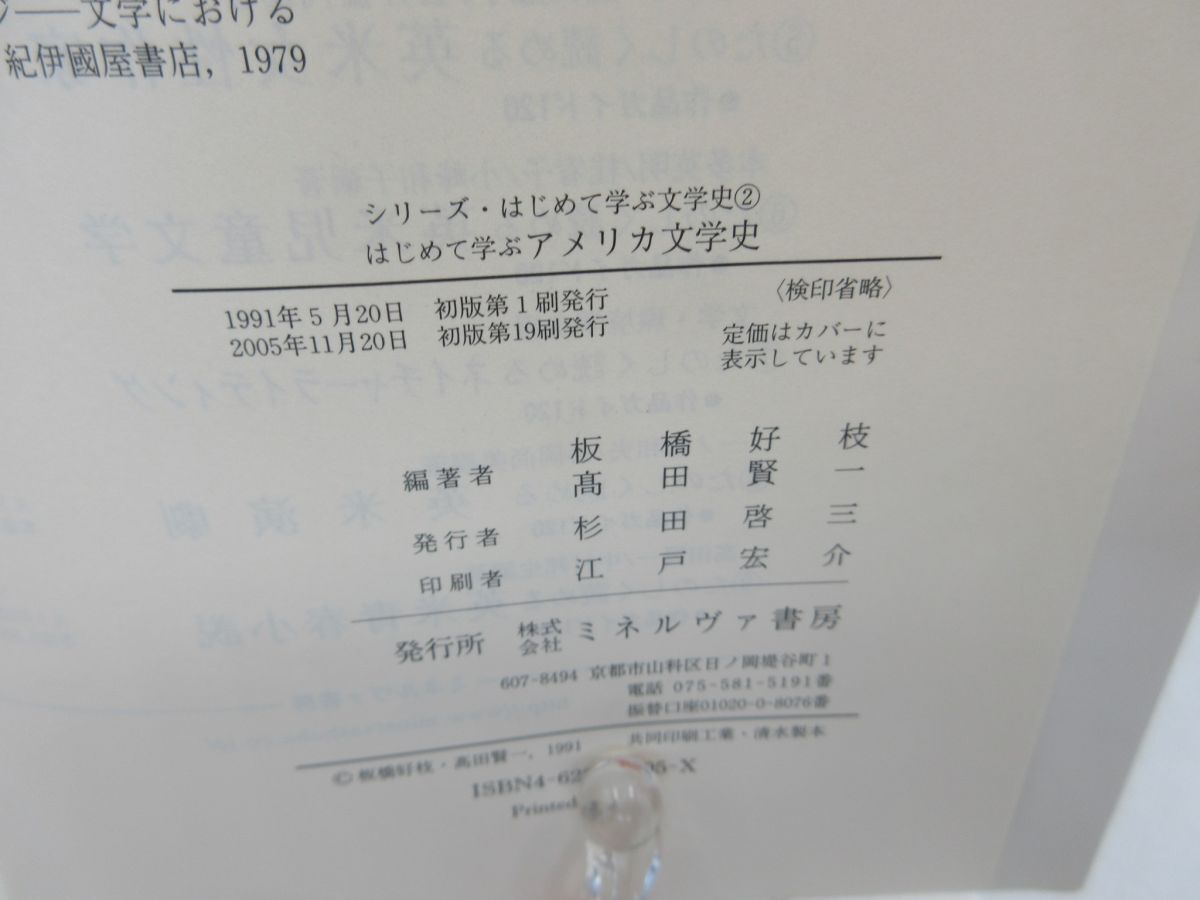 ジ——文学における
紀伊國屋書店, 1979
シリーズ・はじめて学ぶ文学史②
はじめて学ぶアメリカ文学史
1991年5月20日 初版第1刷発行 〈検印省略〉
2005年11月20日 初版第19刷発行
定価はカバーに
表示しています
編著者 板橋好枝
髙田賢一
発行者 杉田啓三
印刷者 江戸宏介
発行所 株式会社 ミネルヴァ書房
607-8494 京都市山科区日ノ岡堤谷町1
電話 075-581-5191番
振替口座01020-0-8076番
©板橋好枝・髙田賢一, 1991 共同印刷工業・清水製本
ISBN4-62
Printed